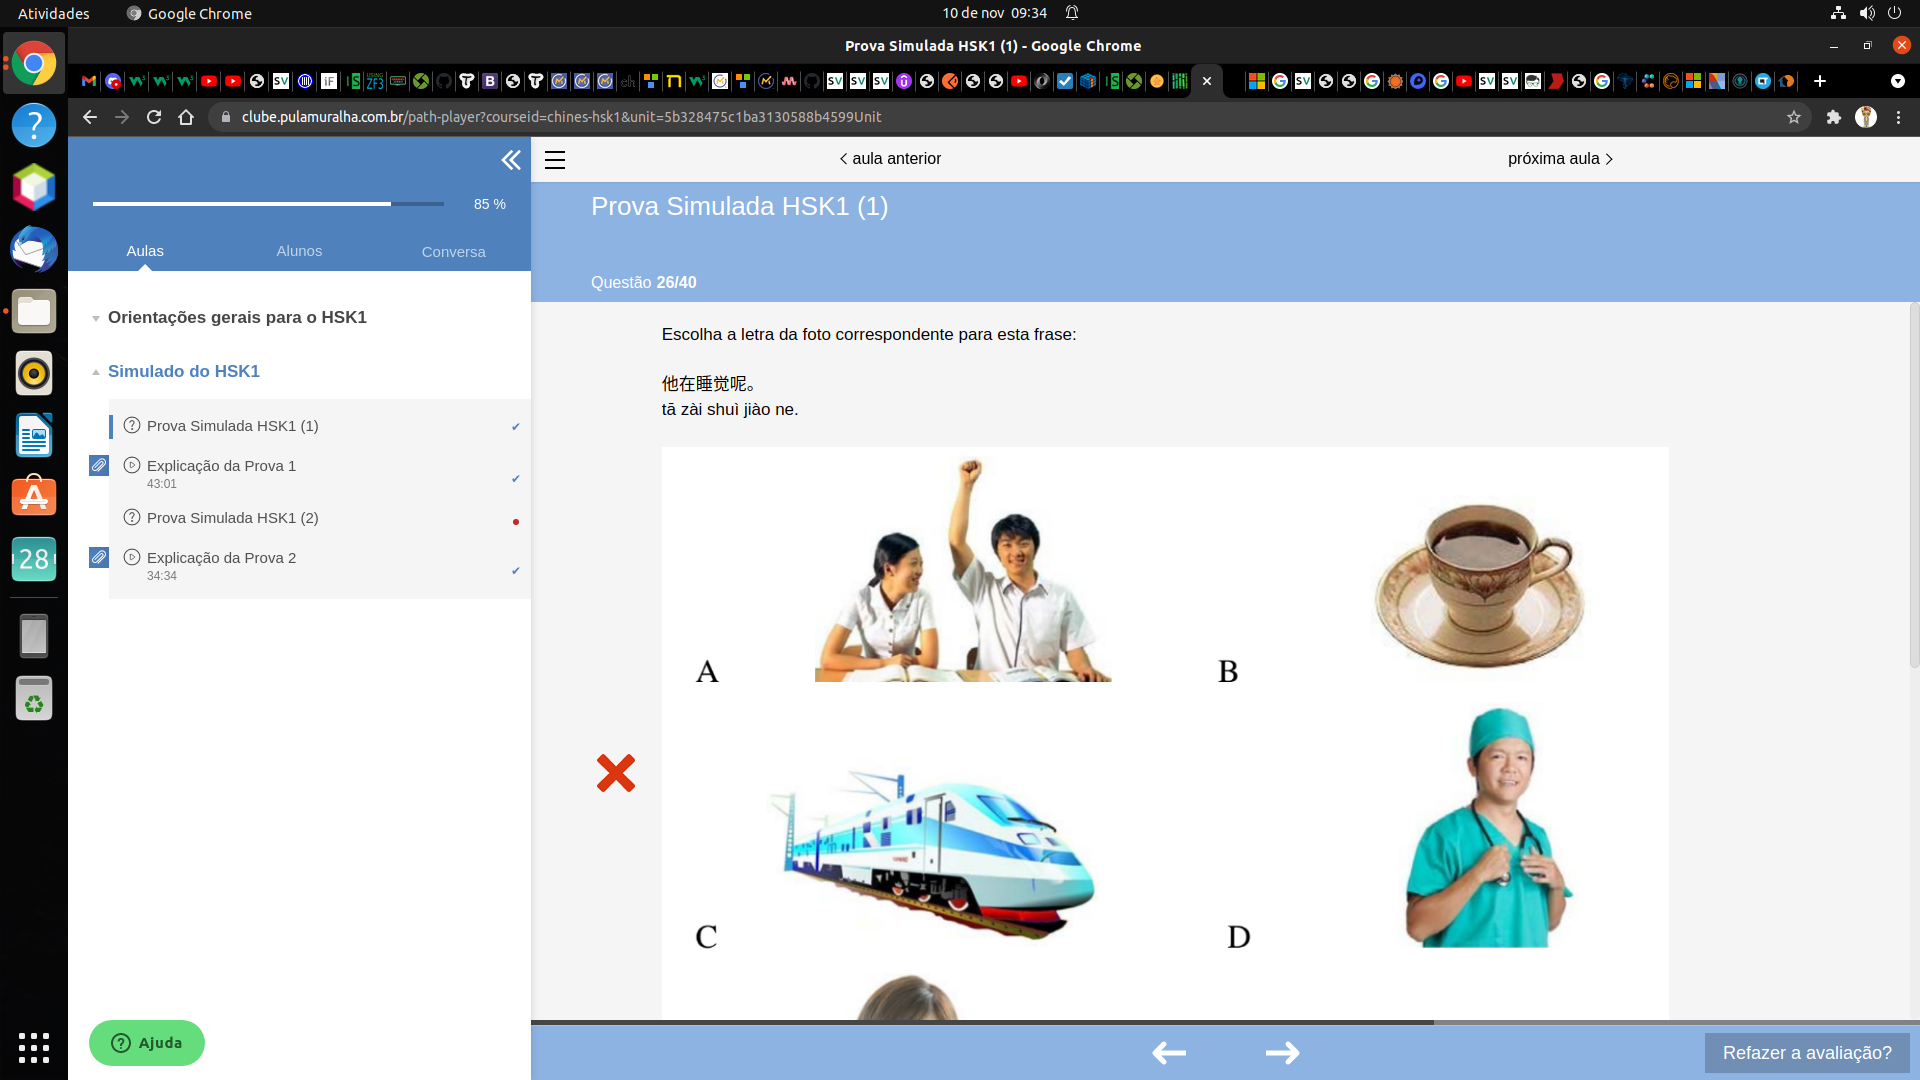 Atividades
Google Chrome
10 de nov 09:34
Prova Simulada HSK1 (1) - Google Chrome
clube.pulamuralha.com.br/path-player?courseid=chines-hsk1&unit=5b328475c1ba3130588b4599Unit
85 %
Aulas
Alunos
Conversa
Orientações gerais para o HSK1
Simulado do HSK1
Prova Simulada HSK1 (1)
Explicação da Prova 1
43:01
Prova Simulada HSK1 (2)
Explicação da Prova 2
34:34
28
Ajuda
aula anterior
próxima aula
Prova Simulada HSK1 (1)
Questão 26/40
Escolha a letra da foto correspondente para esta frase:
他在睡觉呢。
tā zài shuì jiào ne.
A
B
C
D
Refazer a avaliação?